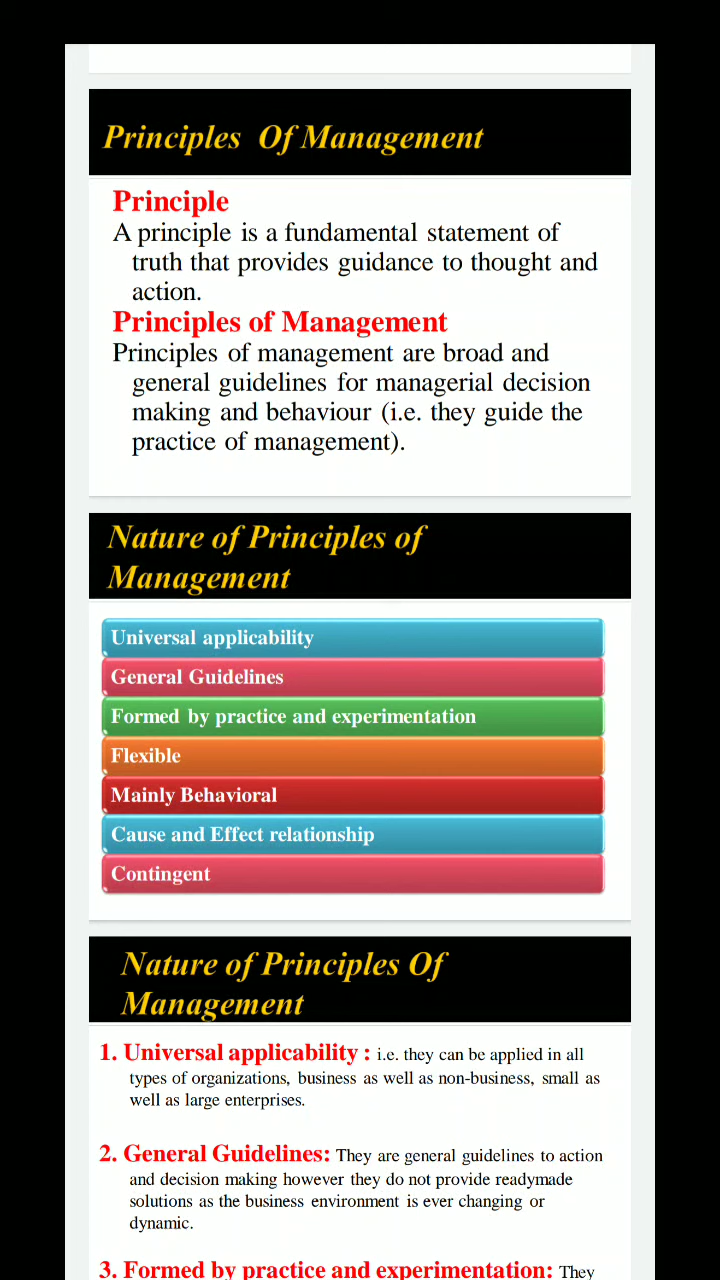 Principles Of Management
Principle
A principle is a fundamental statement of
truth that provides guidance to thought and
action.
Principles of Management
Principles of management are broad and
general guidelines for managerial decision
making and behaviour (i.e. they guide the
practice of management).
Nature of Principles of
Management
Universal applicability
General Guidelines
Formed by practice and experimentation
Flexible
Mainly Behavioral
Cause and Effect relationship
Contingent
Nature of Principles Of
Management
1. Universal applicability : i.e. they can be applied in all
types of organizations, business as well as non-business, small as
well as large enterprises.
2. General Guidelines: They are general guidelines to action
and decision making however they do not provide readymade
solutions as the business environment is ever changing or
dynamic.
3. Formed by practice and experimentation: They